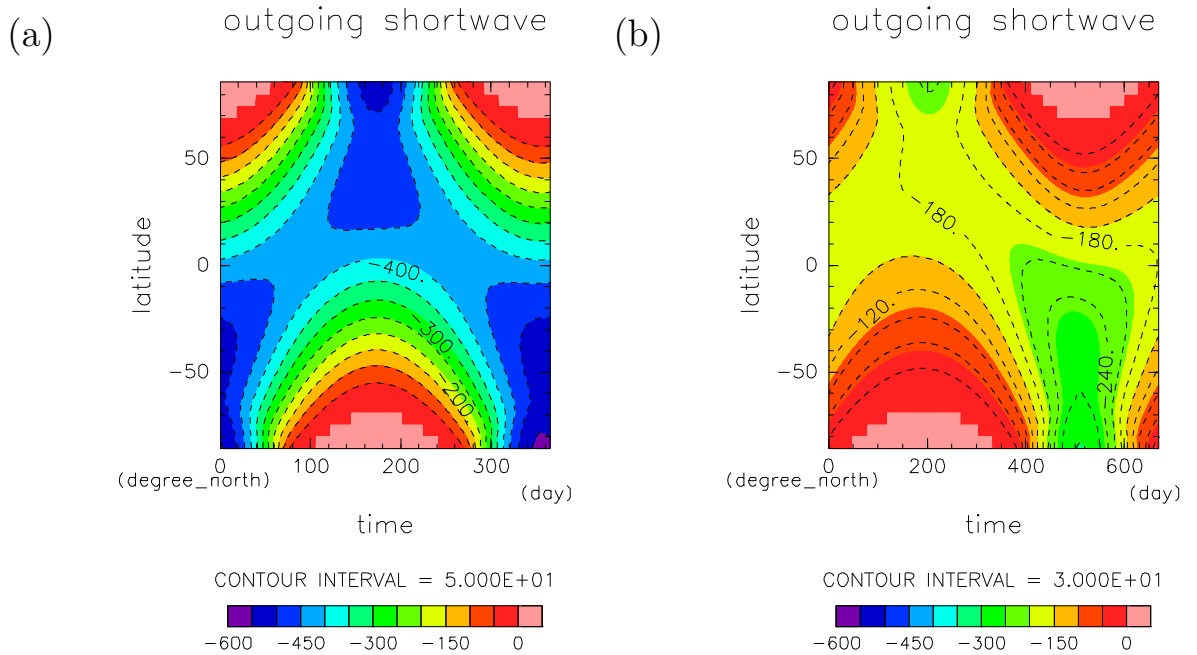 (a)
outgoing shortwave
latitude
50
0
−50
−400.
−300.
−200
0 100 200 300
(degree_north)
(day)
time
CONTOUR INTERVAL = 5.000E+01
−600 −450 −300 −150 0
(b)
outgoing shortwave
latitude
50
0
−50
−180.
−180.
120.
240.
0 200 400 600
(degree_north)
(day)
time
CONTOUR INTERVAL = 3.000E+01
−600 −450 −300 −150 0